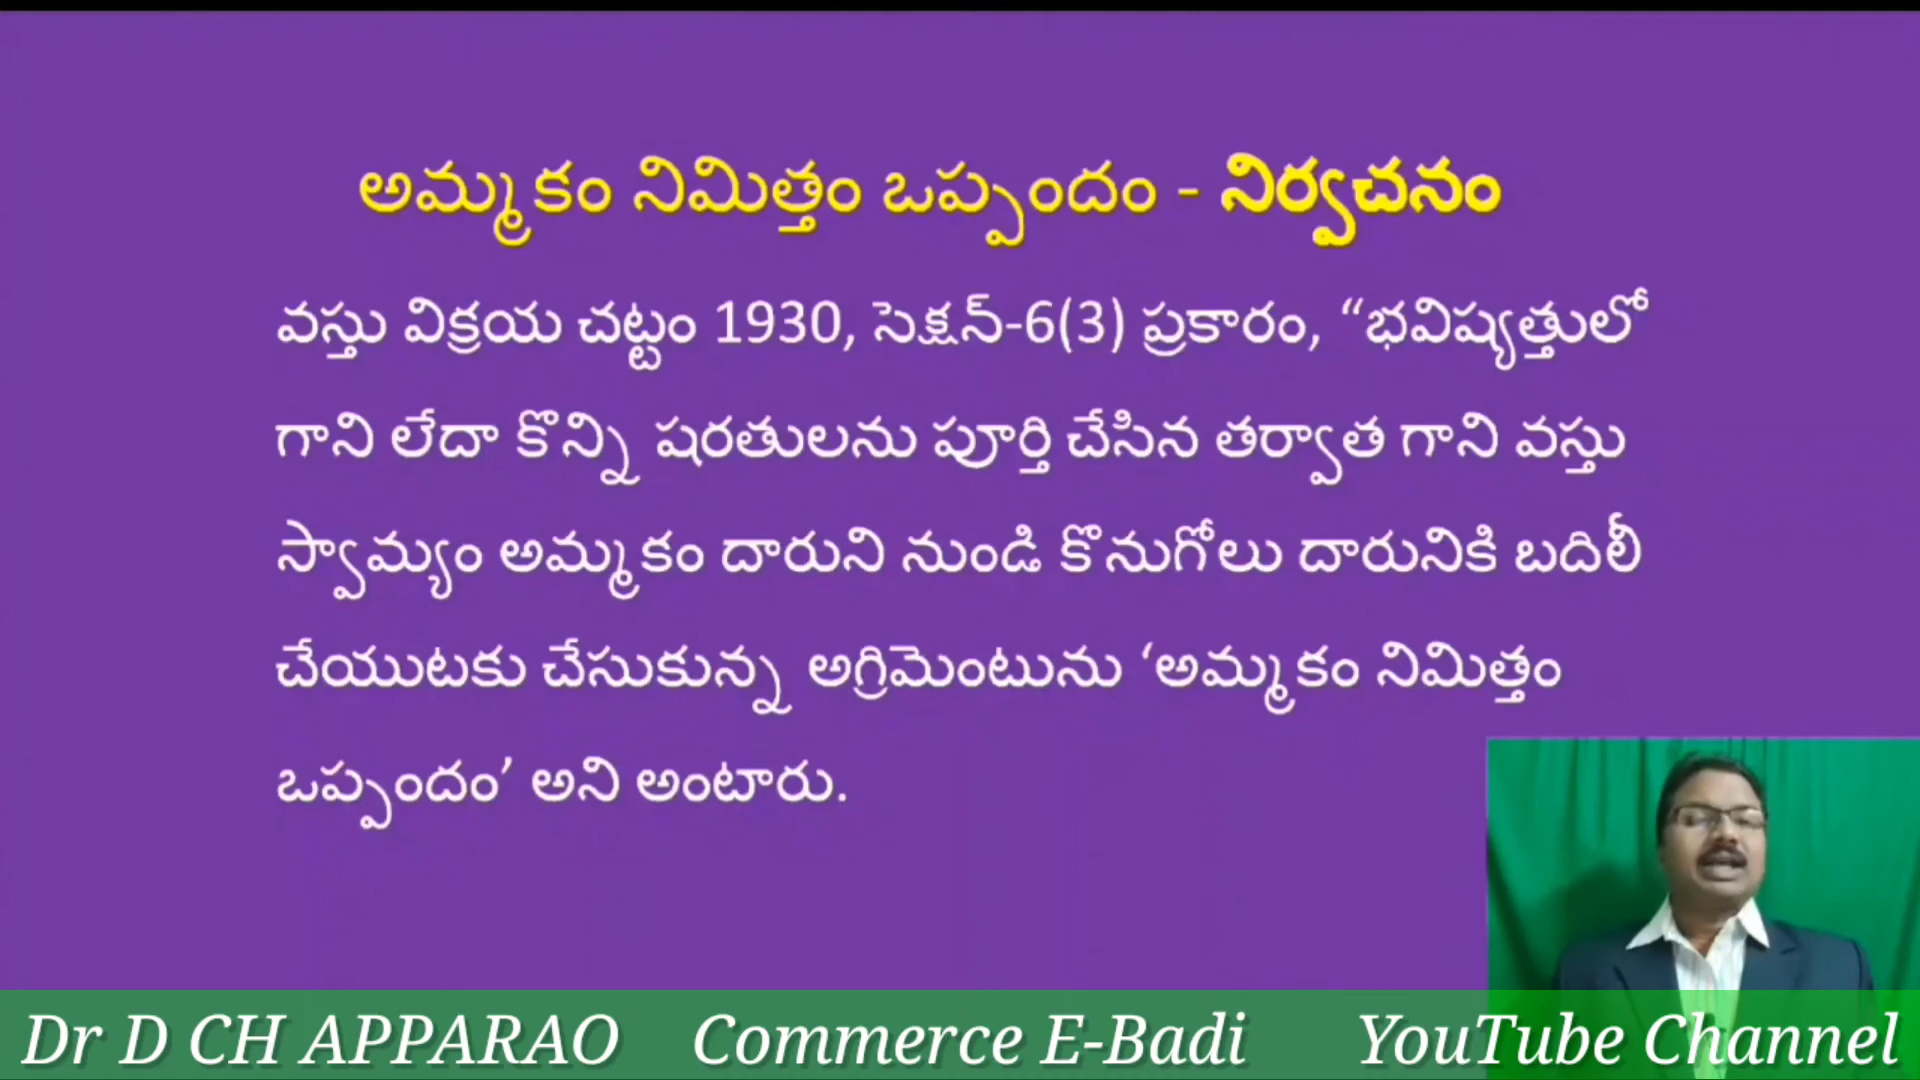 అమ్మకం నిమిత్తం ఒప్పందం - నిర్వచనం
వస్తు విక్రయ చట్టం 1930, సెక్షన్-6(3) ప్రకారం, “భవిష్యత్తులో
గాని లేదా కొన్ని షరతులను పూర్తి చేసిన తర్వాత గాని వస్తు
స్వామ్యం అమ్మకం దారుని నుండి కొనుగోలు దారునికి బదిలీ
చేయుటకు చేసుకున్న అగ్రిమెంటును ‘అమ్మకం నిమిత్తం
ఒప్పందం’ అని అంటారు.
Dr D CH APPARAO Commerce E-Badi YouTube Channel